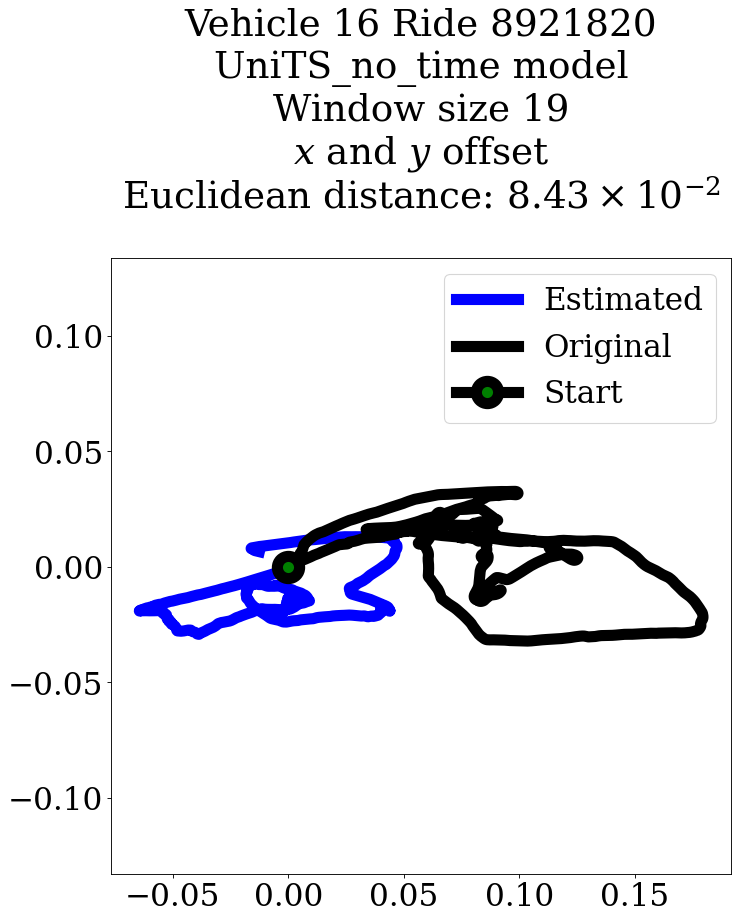 Vehicle 16 Ride 8921820
UniTS_no_time model
Window size 19
x and y offset
Euclidean distance: 8.43 × 10⁻²
Estimated
Original
Start
0.10
0.05
0.00
−0.05
−0.10
−0.05 0.00 0.05 0.10 0.15